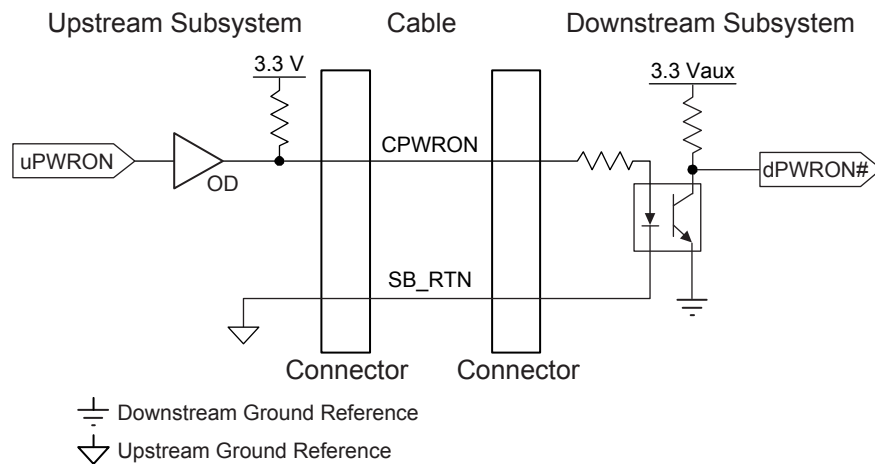 Upstream Subsystem
Cable
Downstream Subsystem
3.3 V
3.3 Vaux
uPWRON
OD
CPWRON
dPWRON#
SB_RTN
Connector
Connector
Downstream Ground Reference
Upstream Ground Reference